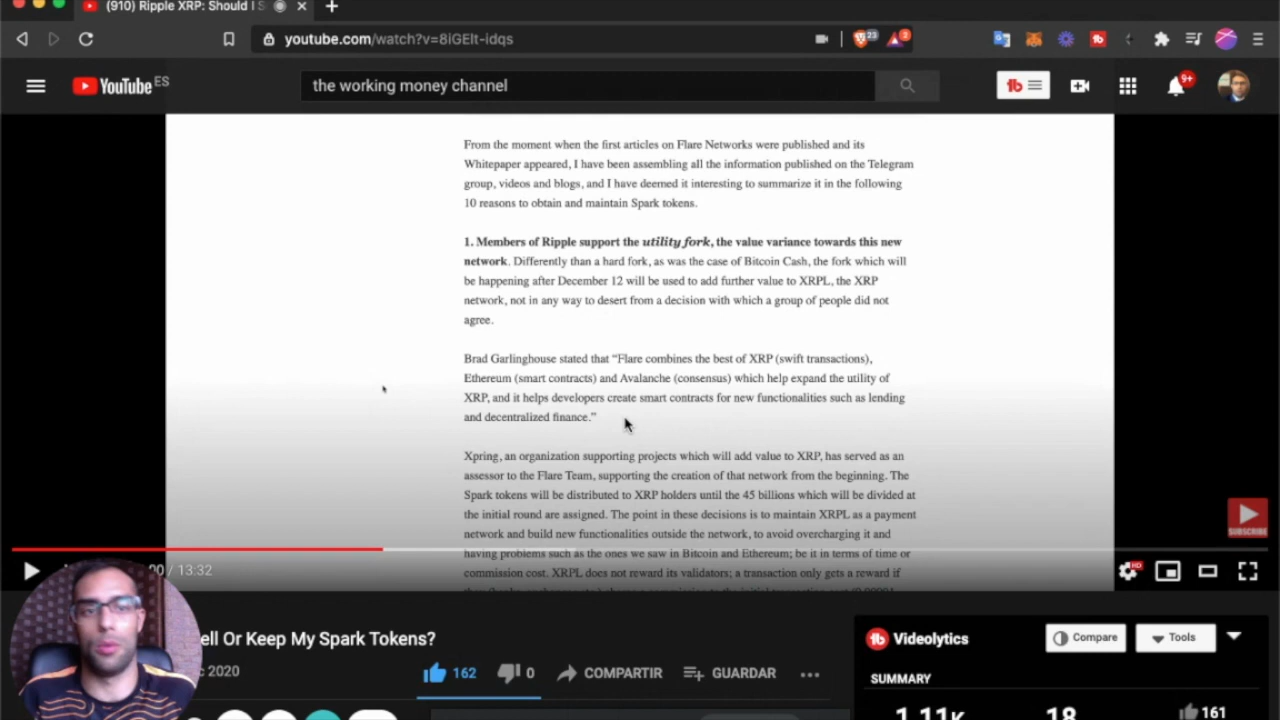 (910) Ripple XRP: Should I S
youtube.com/watch?v=8iGElt-idqs
23
3
YouTube ES
the working money channel
tb
9+
From the moment when the first articles on Flare Networks were published and its
Whitepaper appeared, I have been assembling all the information published on the Telegram
group, videos and blogs, and I have deemed it interesting to summarize it in the following
10 reasons to obtain and maintain Spark tokens.
1. Members of Ripple support the utility fork, the value variance towards this new
network. Differently than a hard fork, as was the case of Bitcoin Cash, the fork which will
be happening after December 12 will be used to add further value to XRPL, the XRP
network, not in any way to desert from a decision with which a group of people did not
agree.
Brad Garlinghouse stated that “Flare combines the best of XRP (swift transactions),
Ethereum (smart contracts) and Avalanche (consensus) which help expand the utility of
XRP, and it helps developers create smart contracts for new functionalities such as lending
and decentralized finance.”
Xpring, an organization supporting projects which will add value to XRP, has served as an
assessor to the Flare Team, supporting the creation of that network from the beginning. The
Spark tokens will be distributed to XRP holders until the 45 billions which will be divided at
the initial round are assigned. The point in these decisions is to maintain XRPL as a payment
network and build new functionalities outside the network, to avoid overcharging it and
having problems such as the ones we saw in Bitcoin and Ethereum; be it in terms of time or
commission cost. XRPL does not reward its validators; a transaction only gets a reward if
SUBSCRIBE
00 / 13:32
HD
ell Or Keep My Spark Tokens?
c 2020
162
0
COMPARTIR
GUARDAR
tb Videolytics
Compare
Tools
SUMMARY
1.11K
18
161